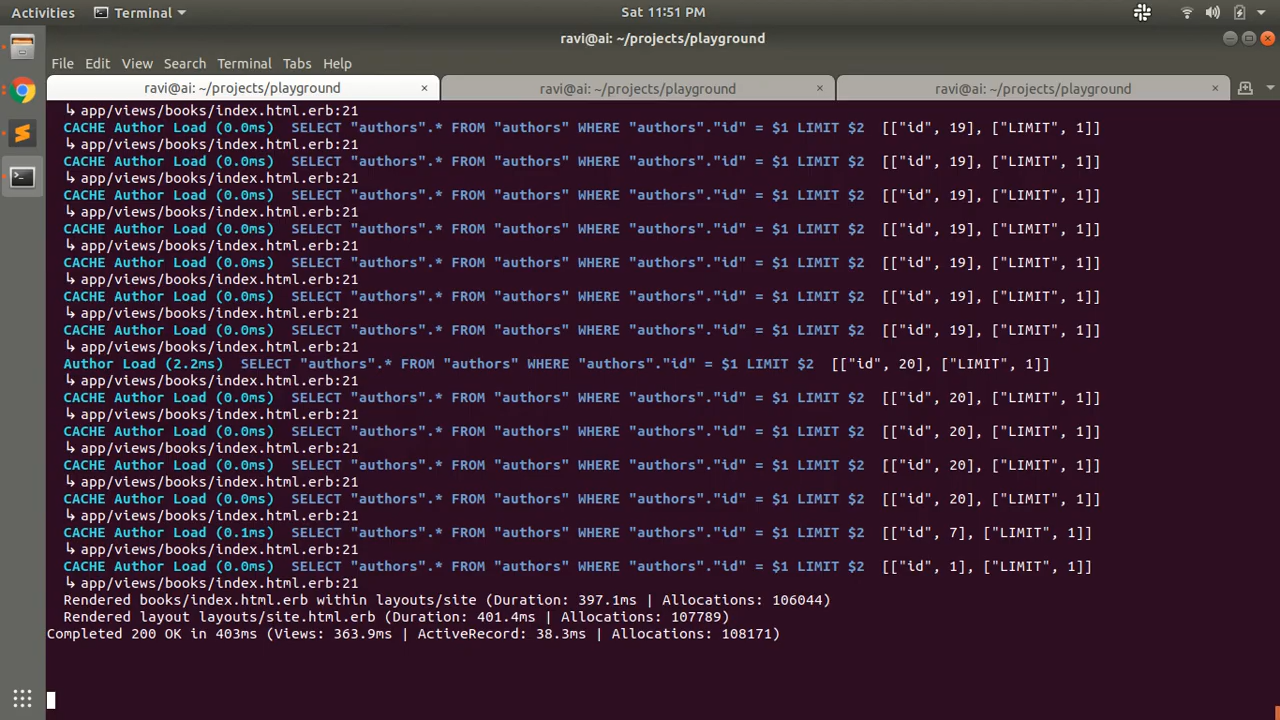 Activities Terminal Sat 11:51 PM
ravi@ai: ~/projects/playground
File Edit View Search Terminal Tabs Help
ravi@ai: ~/projects/playground × ravi@ai: ~/projects/playground × ravi@ai: ~/projects/playground ×
↳ app/views/books/index.html.erb:21
CACHE Author Load (0.0ms)  SELECT "authors".* FROM "authors" WHERE "authors"."id" = $1 LIMIT $2  [["id", 19], ["LIMIT", 1]]
↳ app/views/books/index.html.erb:21
CACHE Author Load (0.0ms)  SELECT "authors".* FROM "authors" WHERE "authors"."id" = $1 LIMIT $2  [["id", 19], ["LIMIT", 1]]
↳ app/views/books/index.html.erb:21
CACHE Author Load (0.0ms)  SELECT "authors".* FROM "authors" WHERE "authors"."id" = $1 LIMIT $2  [["id", 19], ["LIMIT", 1]]
↳ app/views/books/index.html.erb:21
CACHE Author Load (0.0ms)  SELECT "authors".* FROM "authors" WHERE "authors"."id" = $1 LIMIT $2  [["id", 19], ["LIMIT", 1]]
↳ app/views/books/index.html.erb:21
CACHE Author Load (0.0ms)  SELECT "authors".* FROM "authors" WHERE "authors"."id" = $1 LIMIT $2  [["id", 19], ["LIMIT", 1]]
↳ app/views/books/index.html.erb:21
CACHE Author Load (0.0ms)  SELECT "authors".* FROM "authors" WHERE "authors"."id" = $1 LIMIT $2  [["id", 19], ["LIMIT", 1]]
↳ app/views/books/index.html.erb:21
CACHE Author Load (0.0ms)  SELECT "authors".* FROM "authors" WHERE "authors"."id" = $1 LIMIT $2  [["id", 19], ["LIMIT", 1]]
↳ app/views/books/index.html.erb:21
Author Load (2.2ms)  SELECT "authors".* FROM "authors" WHERE "authors"."id" = $1 LIMIT $2  [["id", 20], ["LIMIT", 1]]
↳ app/views/books/index.html.erb:21
CACHE Author Load (0.0ms)  SELECT "authors".* FROM "authors" WHERE "authors"."id" = $1 LIMIT $2  [["id", 20], ["LIMIT", 1]]
↳ app/views/books/index.html.erb:21
CACHE Author Load (0.0ms)  SELECT "authors".* FROM "authors" WHERE "authors"."id" = $1 LIMIT $2  [["id", 20], ["LIMIT", 1]]
↳ app/views/books/index.html.erb:21
CACHE Author Load (0.0ms)  SELECT "authors".* FROM "authors" WHERE "authors"."id" = $1 LIMIT $2  [["id", 20], ["LIMIT", 1]]
↳ app/views/books/index.html.erb:21
CACHE Author Load (0.0ms)  SELECT "authors".* FROM "authors" WHERE "authors"."id" = $1 LIMIT $2  [["id", 20], ["LIMIT", 1]]
↳ app/views/books/index.html.erb:21
CACHE Author Load (0.1ms)  SELECT "authors".* FROM "authors" WHERE "authors"."id" = $1 LIMIT $2  [["id", 7], ["LIMIT", 1]]
↳ app/views/books/index.html.erb:21
CACHE Author Load (0.0ms)  SELECT "authors".* FROM "authors" WHERE "authors"."id" = $1 LIMIT $2  [["id", 1], ["LIMIT", 1]]
↳ app/views/books/index.html.erb:21
Rendered books/index.html.erb within layouts/site (Duration: 397.1ms | Allocations: 106044)
Rendered layout layouts/site.html.erb (Duration: 401.4ms | Allocations: 107789)
Completed 200 OK in 403ms (Views: 363.9ms | ActiveRecord: 38.3ms | Allocations: 108171)